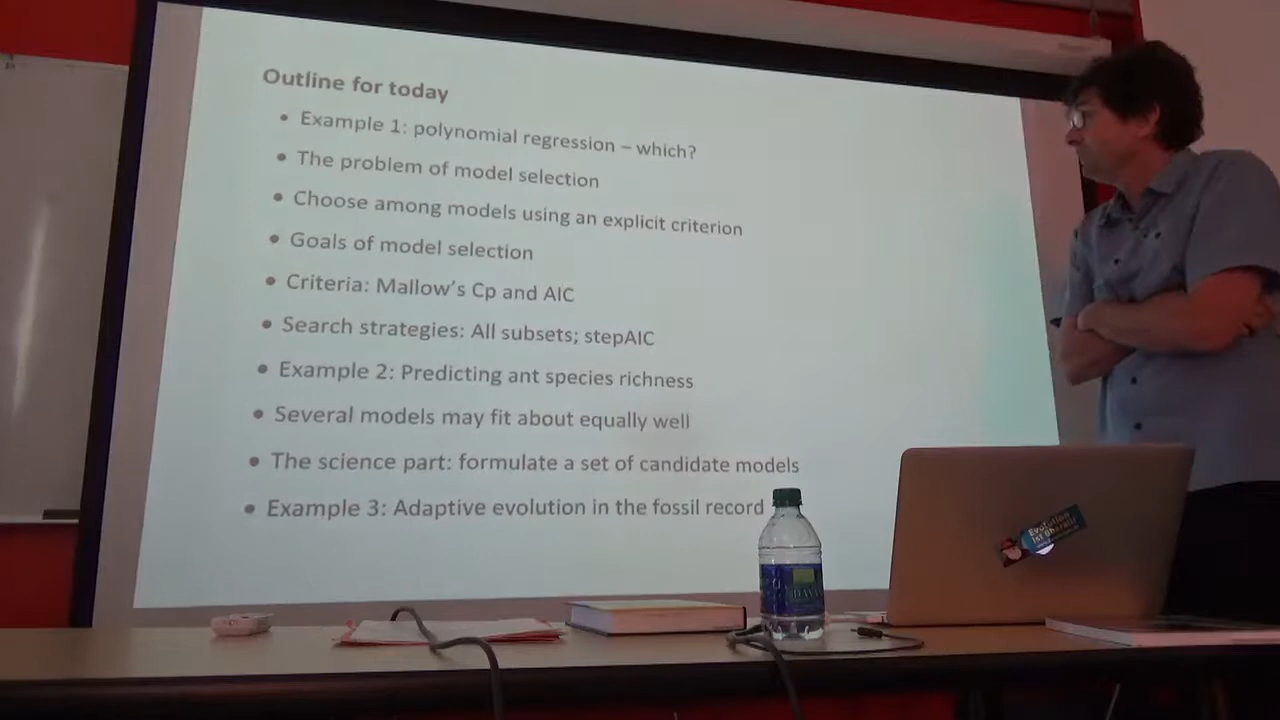 Outline for today
• Example 1: polynomial regression – which?
• The problem of model selection
• Choose among models using an explicit criterion
• Goals of model selection
• Criteria: Mallow's Cp and AIC
• Search strategies: All subsets; stepAIC
• Example 2: Predicting ant species richness
• Several models may fit about equally well
• The science part: formulate a set of candidate models
• Example 3: Adaptive evolution in the fossil record
Evolution